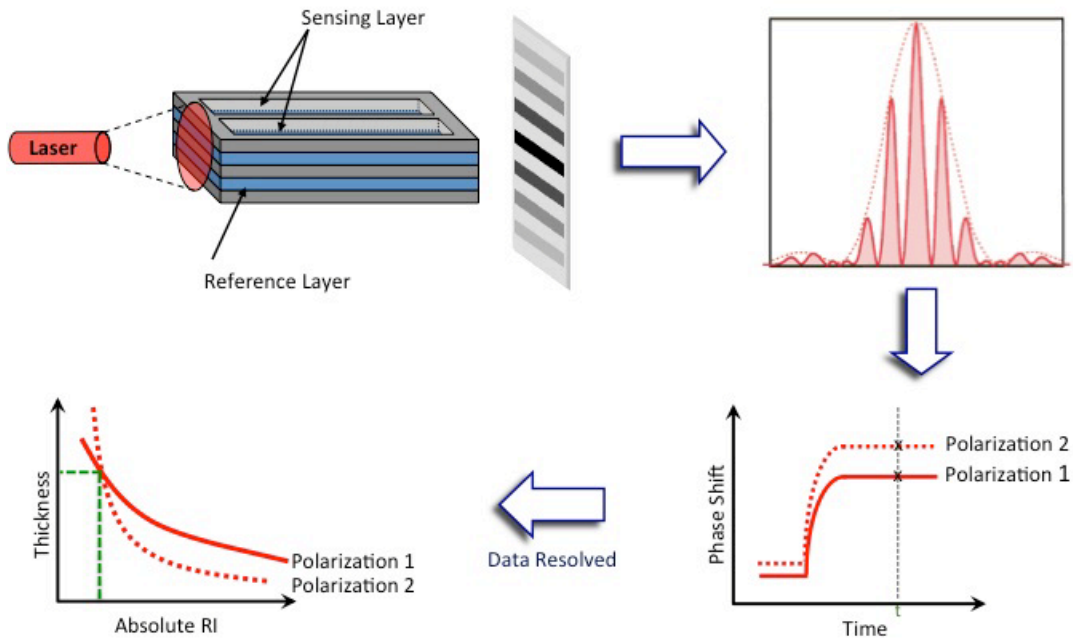 Sensing Layer
Laser
Reference Layer
Polarization 2
Polarization 1
Phase Shift
t
Time
Data Resolved
Thickness
Polarization 1
Polarization 2
Absolute RI